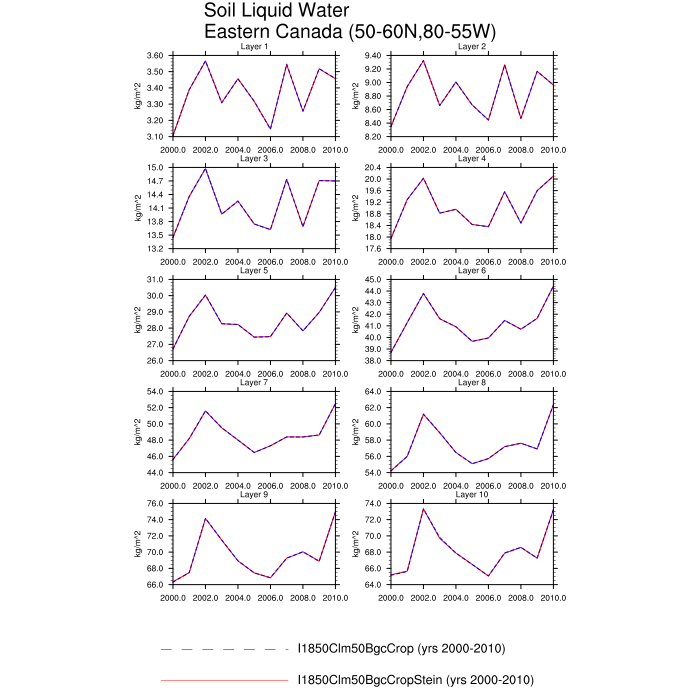 Soil Liquid Water
Eastern Canada (50-60N,80-55W)
Layer 1
3.60
3.50
3.40
3.30
3.20
3.10
kg/m^2
2000.0 2002.0 2004.0 2006.0 2008.0 2010.0
Layer 2
9.40
9.20
9.00
8.80
8.60
8.40
8.20
kg/m^2
2000.0 2002.0 2004.0 2006.0 2008.0 2010.0
Layer 3
15.0
14.7
14.4
14.1
13.8
13.5
13.2
kg/m^2
2000.0 2002.0 2004.0 2006.0 2008.0 2010.0
Layer 4
20.4
20.0
19.6
19.2
18.8
18.4
18.0
17.6
kg/m^2
2000.0 2002.0 2004.0 2006.0 2008.0 2010.0
Layer 5
31.0
30.0
29.0
28.0
27.0
26.0
kg/m^2
2000.0 2002.0 2004.0 2006.0 2008.0 2010.0
Layer 6
45.0
44.0
43.0
42.0
41.0
40.0
39.0
38.0
kg/m^2
2000.0 2002.0 2004.0 2006.0 2008.0 2010.0
Layer 7
54.0
52.0
50.0
48.0
46.0
44.0
kg/m^2
2000.0 2002.0 2004.0 2006.0 2008.0 2010.0
Layer 8
64.0
62.0
60.0
58.0
56.0
54.0
kg/m^2
2000.0 2002.0 2004.0 2006.0 2008.0 2010.0
Layer 9
76.0
74.0
72.0
70.0
68.0
66.0
kg/m^2
2000.0 2002.0 2004.0 2006.0 2008.0 2010.0
Layer 10
74.0
72.0
70.0
68.0
66.0
64.0
kg/m^2
2000.0 2002.0 2004.0 2006.0 2008.0 2010.0
I1850Clm50BgcCrop (yrs 2000-2010)
I1850Clm50BgcCropStein (yrs 2000-2010)